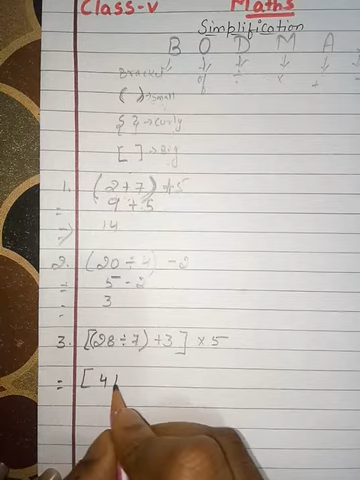 Class-V Maths
Simplification
B O D M A
Bracket of ÷ × +
( ) → small
{ } → curly
[ ] → Big
1. (2+7) + 5
= 9 + 5
=) 14
2. (20 ÷ 4) - 2
= 5 - 2
= 3
3. [(28 ÷ 7) + 3] × 5
= [ 4